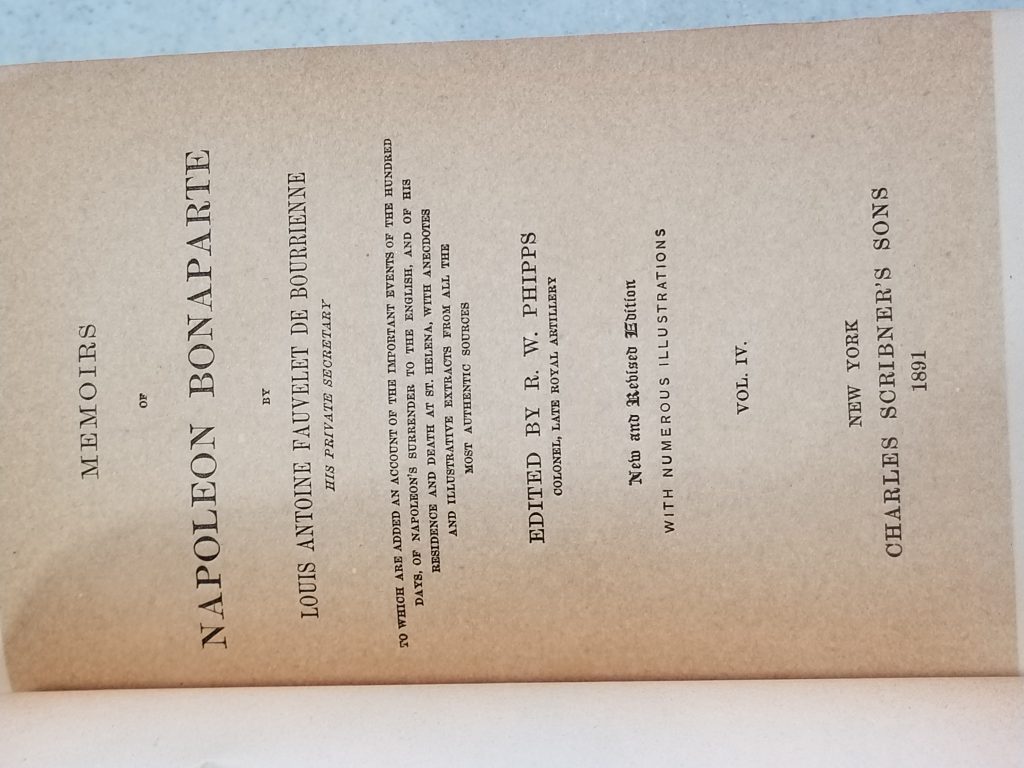 MEMOIRS
OF
NAPOLEON BONAPARTE
BY
LOUIS ANTOINE FAUVELET DE BOURRIENNE
HIS PRIVATE SECRETARY
TO WHICH ARE ADDED AN ACCOUNT OF THE IMPORTANT EVENTS OF THE HUNDRED
DAYS, OF NAPOLEON'S SURRENDER TO THE ENGLISH, AND OF HIS
RESIDENCE AND DEATH AT ST. HELENA, WITH ANECDOTES
AND ILLUSTRATIVE EXTRACTS FROM ALL THE
MOST AUTHENTIC SOURCES
EDITED BY R. W. PHIPPS
COLONEL, LATE ROYAL ARTILLERY
New and Revised Edition
WITH NUMEROUS ILLUSTRATIONS
VOL. IV.
NEW YORK
CHARLES SCRIBNER'S SONS
1891